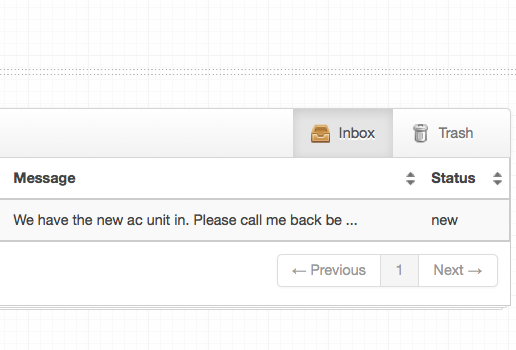 Inbox Trash
Message Status
We have the new ac unit in. Please call me back be ... new
← Previous 1 Next →